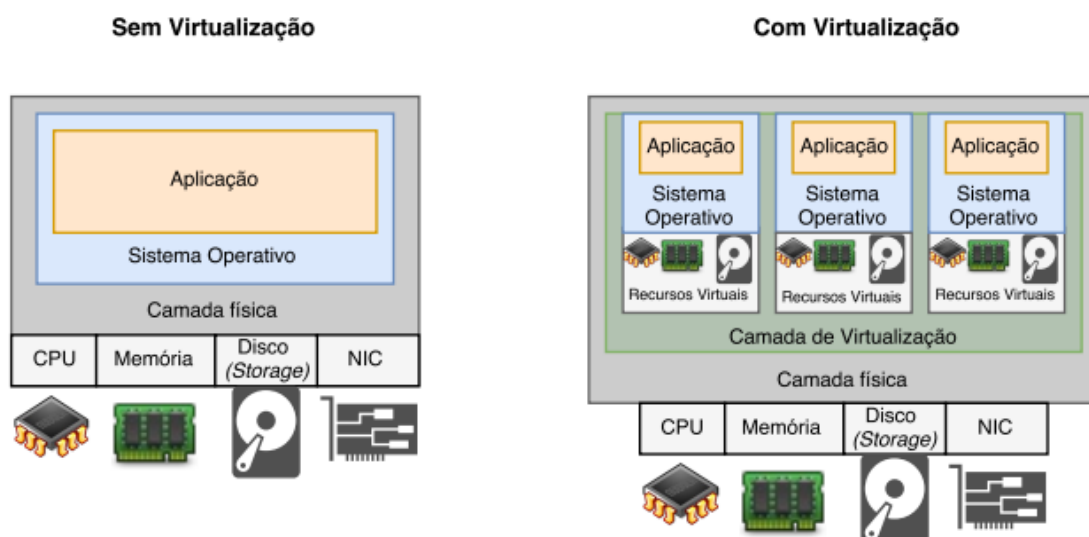 Sem Virtualização
Aplicação
Sistema Operativo
Camada física
CPU
Memória
Disco
(Storage)
NIC
Com Virtualização
Aplicação
Sistema
Operativo
Recursos Virtuais
Aplicação
Sistema
Operativo
Recursos Virtuais
Aplicação
Sistema
Operativo
Recursos Virtuais
Camada de Virtualização
Camada física
CPU
Memória
Disco
(Storage)
NIC